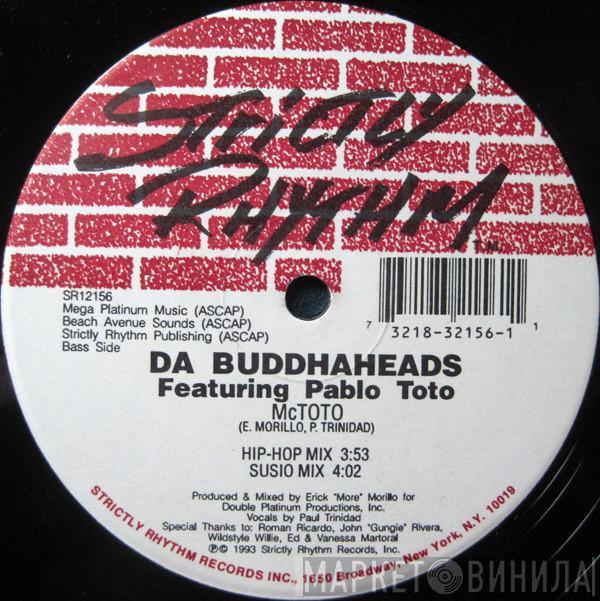 STRICTLY
RHYTHM
T.M.
SR12156
Mega Platinum Music (ASCAP)
Beach Avenue Sounds (ASCAP)
Strictly Rhythm Publishing (ASCAP)
Bass Side
7 3218-32156-1 1
DA BUDDHAHEADS
Featuring Pablo Toto
McTOTO
(E. MORILLO, P. TRINIDAD)
HIP-HOP MIX 3:53
SUSIO MIX 4:02
Produced & Mixed by Erick "More" Morillo for
Double Platinum Productions, Inc.
Vocals by Paul Trinidad
Special Thanks to: Roman Ricardo, John "Gungie" Rivera,
Wildstyle Willie, Ed & Vanessa Martoral
℗© 1993 Strictly Rhythm Records, Inc.
STRICTLY RHYTHM RECORDS INC., 1650 Broadway, New York, N.Y. 10019
МАРКЕТ ВИНИЛА